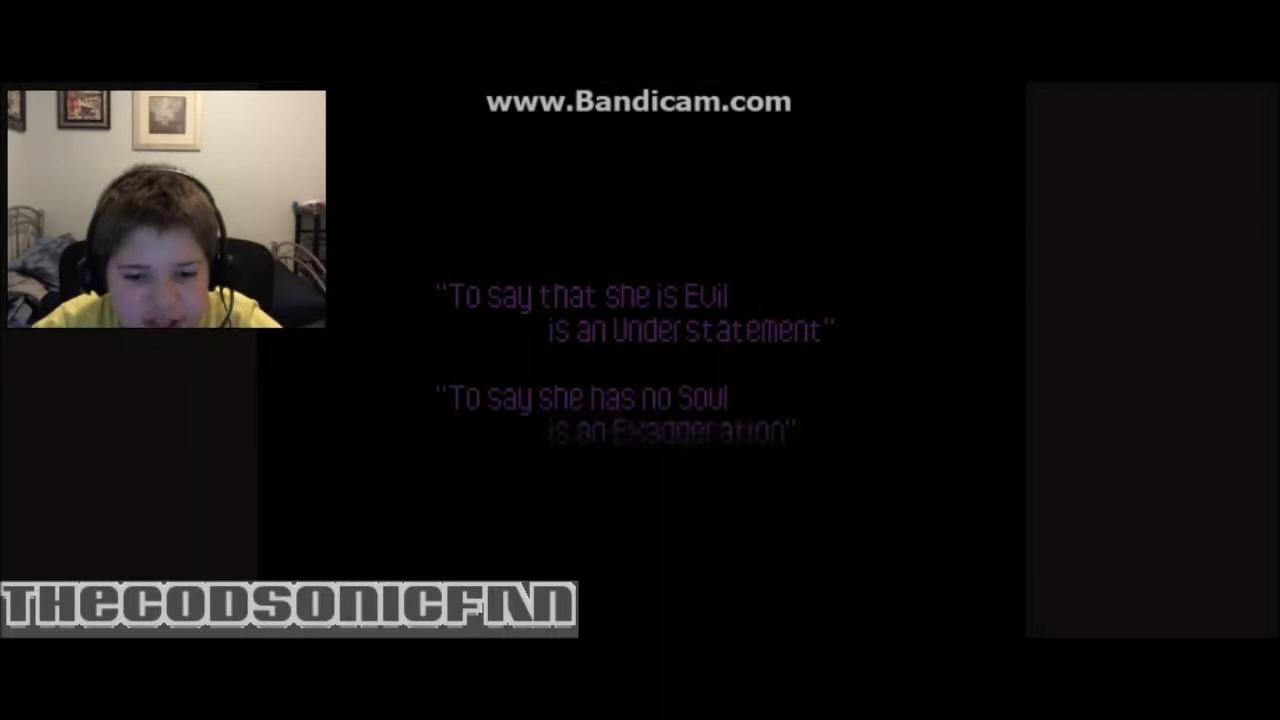 www.Bandicam.com
"To say that she is Evil
is an Understatement"
"To say she has no Soul
is an Exaggeration"
THECODSONICFAN